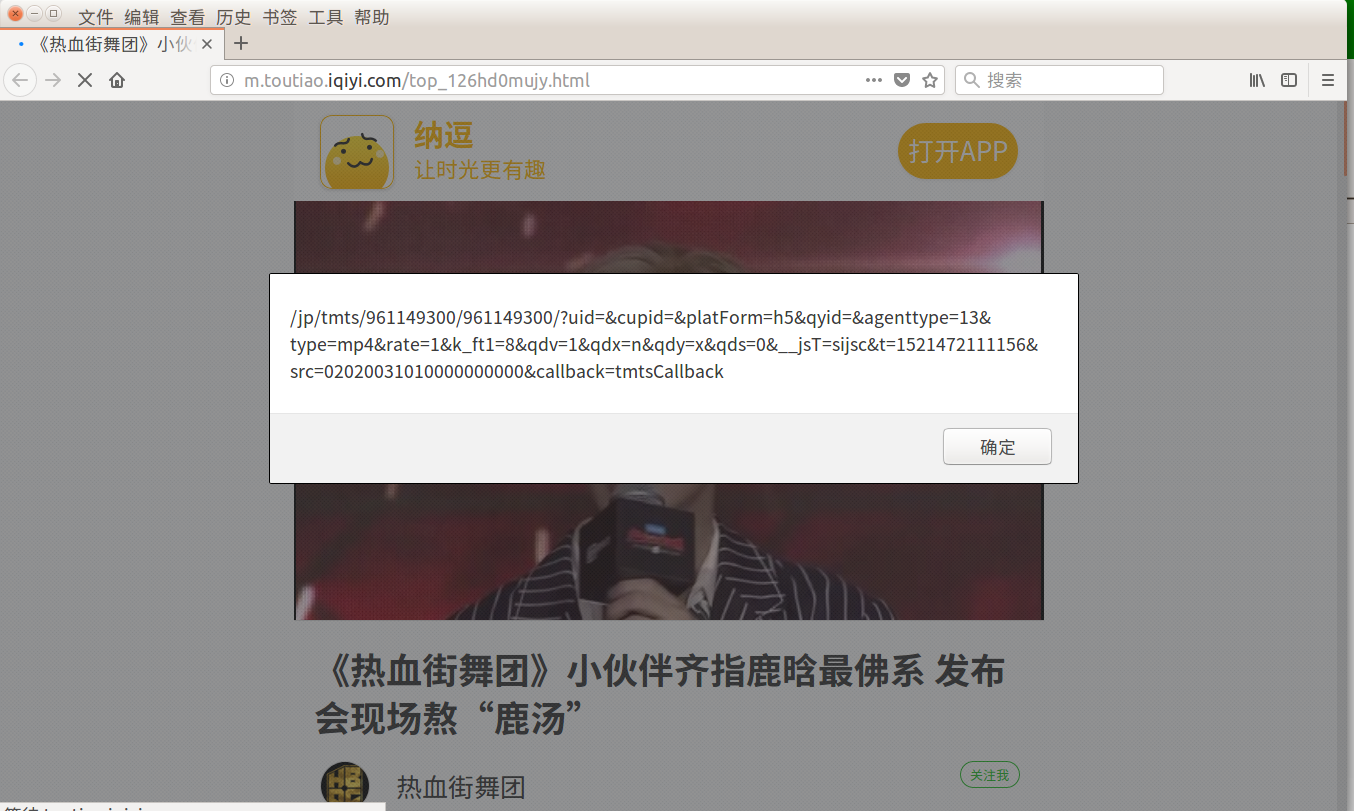 文件 编辑 查看 历史 书签 工具 帮助
《热血街舞团》小伙
m.toutiao.iqiyi.com/top_126hd0mujy.html
搜索
纳逗
让时光更有趣
打开APP
/jp/tmts/961149300/961149300/?uid=&cupid=&platForm=h5&qyid=&agenttype=13&
type=mp4&rate=1&k_ft1=8&qdv=1&qdx=n&qdy=x&qds=0&__jsT=sijsc&t=1521472111156&
src=02020031010000000000&callback=tmtsCallback
确定
《热血街舞团》小伙伴齐指鹿晗最佛系 发布
会现场熬“鹿汤”
热血街舞团
关注我